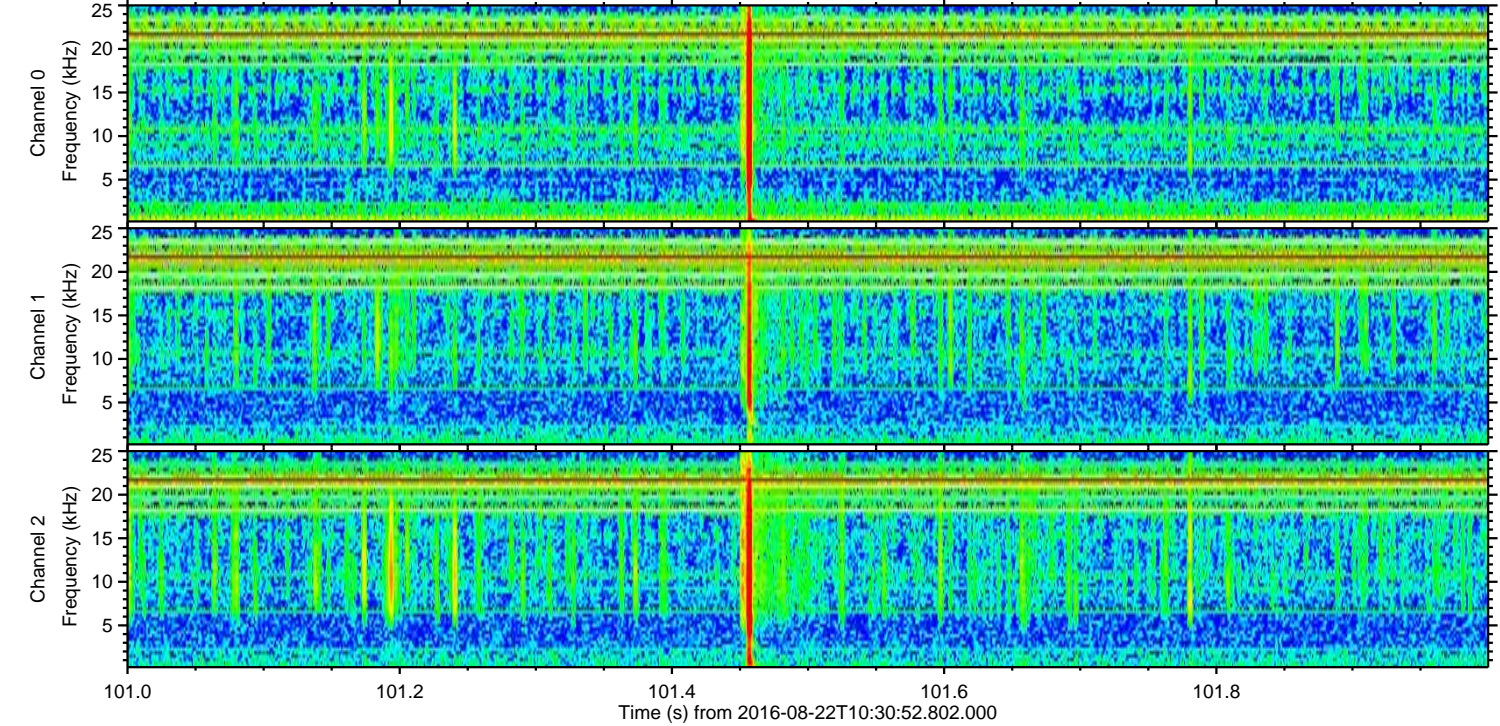 25
20
15
10
5
Channel 0
Frequency (kHz)
25
20
15
10
5
Channel 1
Frequency (kHz)
25
20
15
10
5
Channel 2
Frequency (kHz)
101.0 101.2 101.4 101.6 101.8
Time (s) from 2016-08-22T10:30:52.802.000